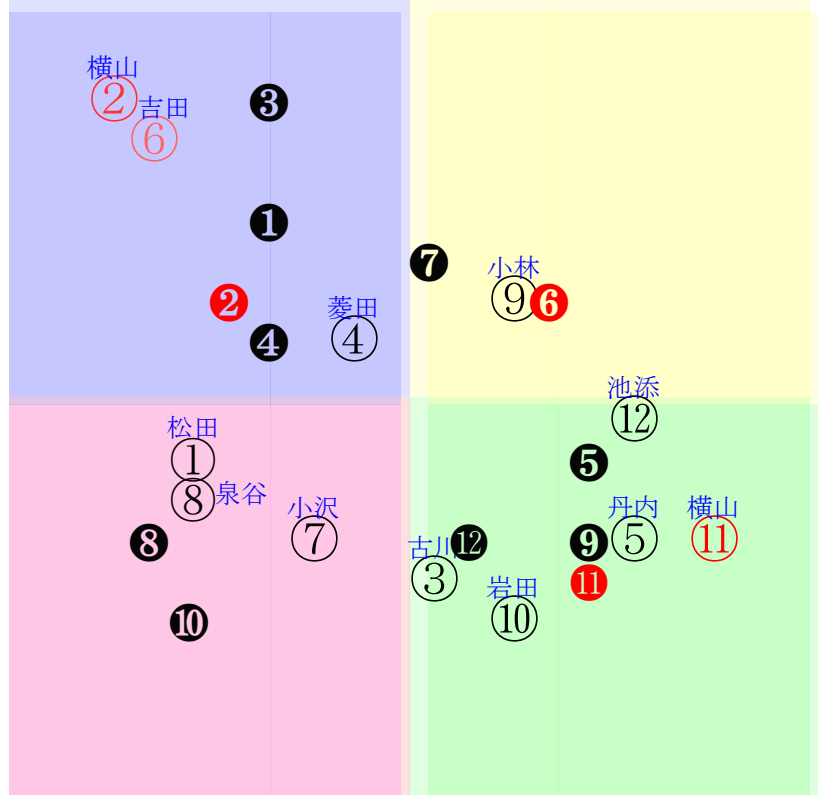 横山
② ❸
吉田
⑥
❶
❼ 小林
❷ ⑨ ❻
菱田
❹ ④
池添
松田 ⑫
① ❺
⑧ 泉谷
小沢 丹内 横山
❽ ⑦ 古川 ⓬ ❾ ⑤ ⑪
③ ⓫
岩田
❿ ⑩